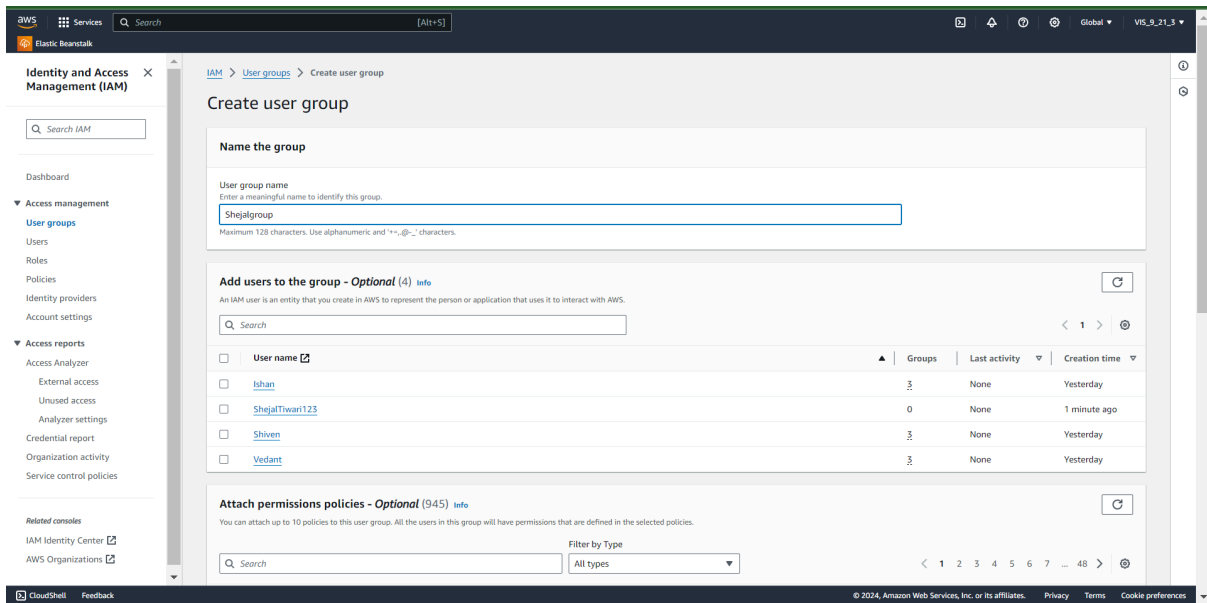 aws Services Search [Alt+S] Global VIS_9_21_3
Elastic Beanstalk
Identity and Access Management (IAM)
Search IAM
Dashboard
Access management
User groups
Users
Roles
Policies
Identity providers
Account settings
Access reports
Access Analyzer
External access
Unused access
Analyzer settings
Credential report
Organization activity
Service control policies
Related consoles
IAM Identity Center
AWS Organizations
IAM > User groups > Create user group
Create user group
Name the group
User group name
Enter a meaningful name to identify this group.
Shejalgroup
Maximum 128 characters. Use alphanumeric and '+=,.@-_' characters.
Add users to the group - Optional (4) Info
An IAM user is an entity that you create in AWS to represent the person or application that uses it to interact with AWS.
Search
< 1 >
User name Groups Last activity Creation time
Ishan 3 None Yesterday
ShejalTiwari123 0 None 1 minute ago
Shiven 3 None Yesterday
Vedant 3 None Yesterday
Attach permissions policies - Optional (945) Info
You can attach up to 10 policies to this user group. All the users in this group will have permissions that are defined in the selected policies.
Filter by Type
Search All types < 1 2 3 4 5 6 7 ... 48 >
CloudShell Feedback © 2024, Amazon Web Services, Inc. or its affiliates. Privacy Terms Cookie preferences